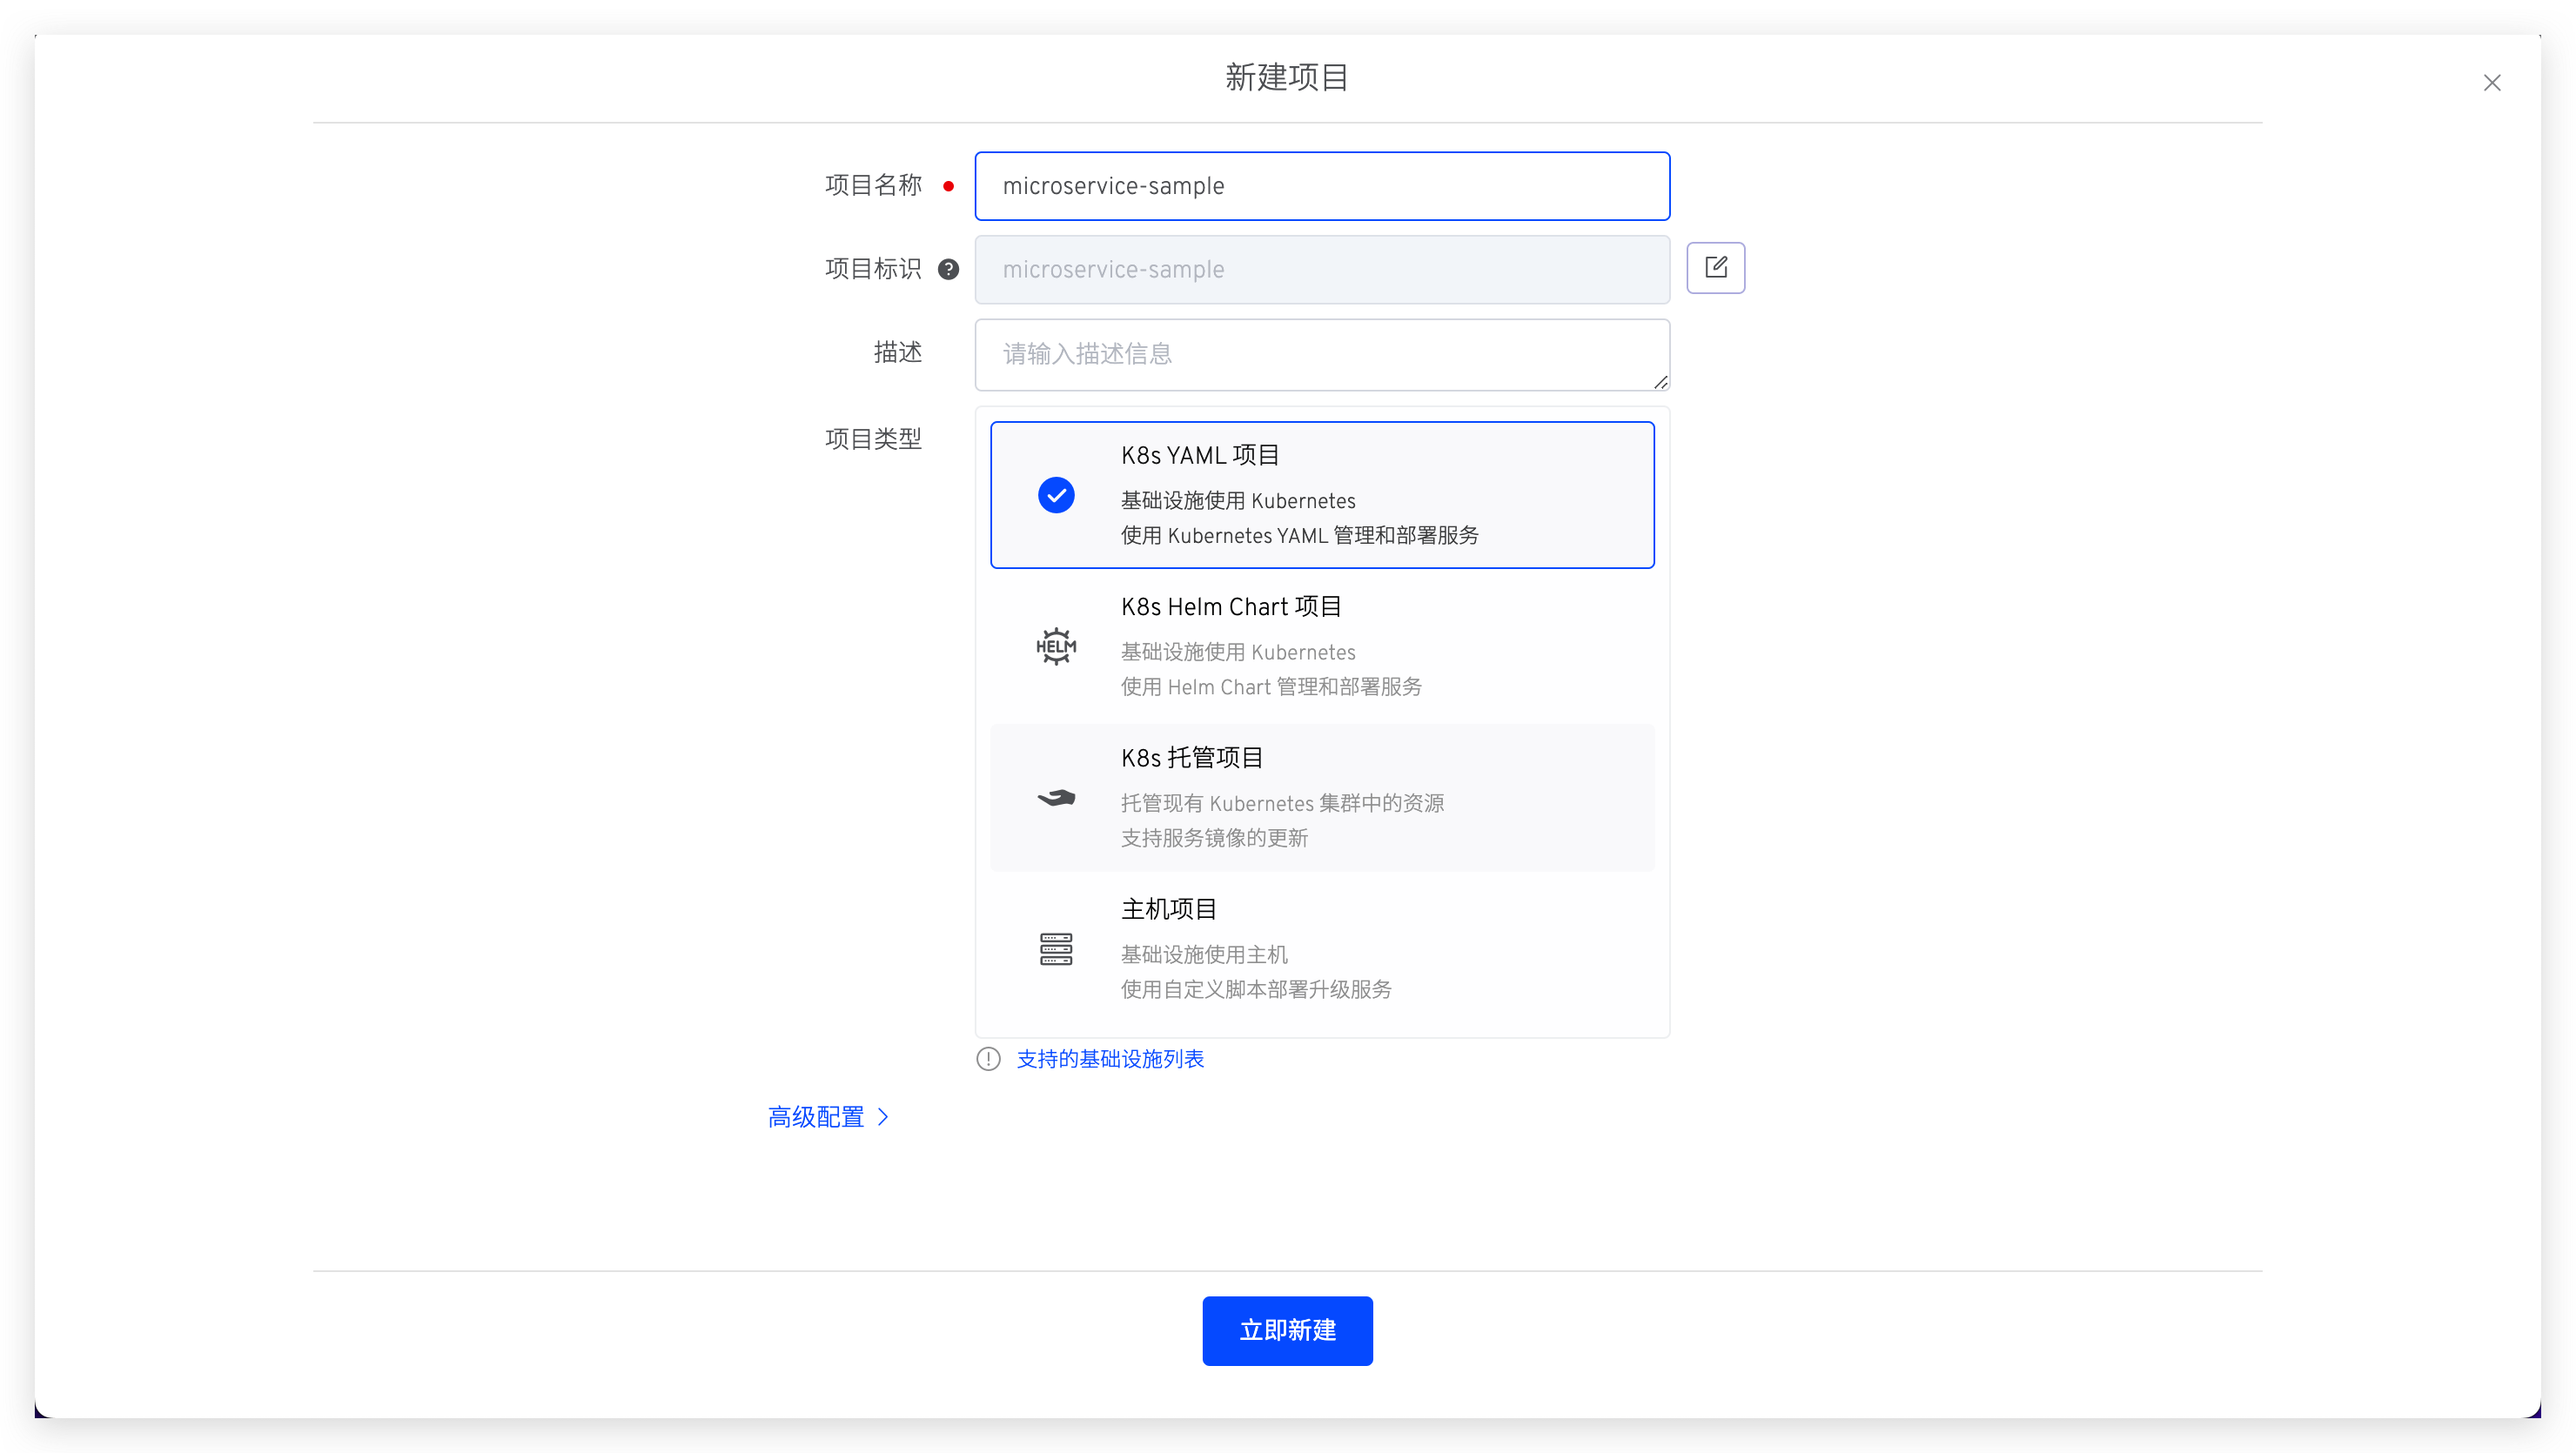 新建项目
项目名称
microservice-sample
项目标识
microservice-sample
描述
请输入描述信息
项目类型
K8s YAML 项目
基础设施使用 Kubernetes
使用 Kubernetes YAML 管理和部署服务
HELM
K8s Helm Chart 项目
基础设施使用 Kubernetes
使用 Helm Chart 管理和部署服务
K8s 托管项目
托管现有 Kubernetes 集群中的资源
支持服务镜像的更新
主机项目
基础设施使用主机
使用自定义脚本部署升级服务
支持的基础设施列表
高级配置
立即新建